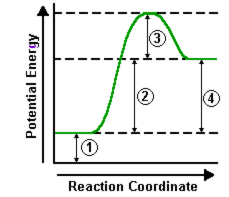 Potential Energy
③
②
④
①
Reaction Coordinate